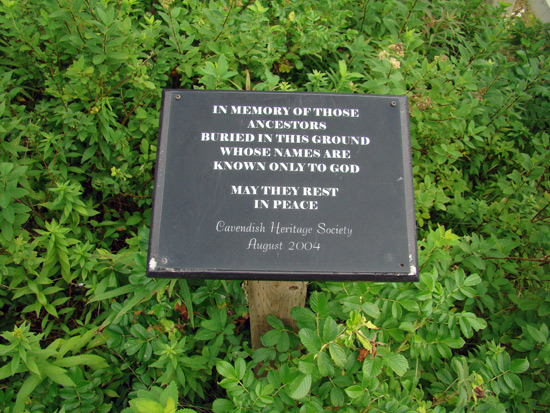 IN MEMORY OF THOSE
ANCESTORS
BURIED IN THIS GROUND
WHOSE NAMES ARE
KNOWN ONLY TO GOD
MAY THEY REST
IN PEACE
Cavendish Heritage Society
August 2004